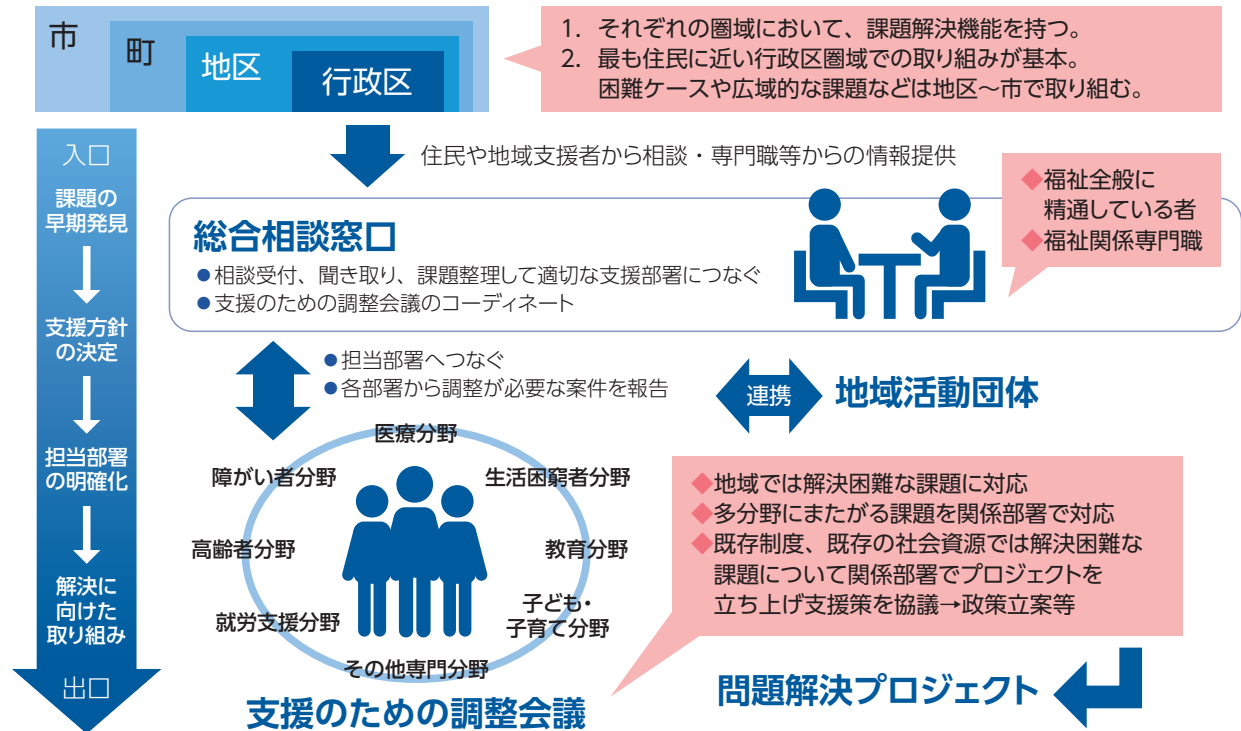 市
町
地区
行政区
1. それぞれの圏域において、課題解決機能を持つ。
2. 最も住民に近い行政区圏域での取り組みが基本。
困難ケースや広域的な課題などは地区～市で取り組む。
入口
課題の
早期発見
支援方針
の決定
担当部署
の明確化
解決に
向けた
取り組み
出口
住民や地域支援者から相談・専門職等からの情報提供
総合相談窓口
●相談受付、聞き取り、課題整理して適切な支援部署につなぐ
●支援のための調整会議のコーディネート
◆福祉全般に
精通している者
◆福祉関係専門職
●担当部署へつなぐ
●各部署から調整が必要な案件を報告
連携
地域活動団体
医療分野
障がい者分野
生活困窮者分野
高齢者分野
教育分野
就労支援分野
子ども・
子育て分野
その他専門分野
支援のための調整会議
◆地域では解決困難な課題に対応
◆多分野にまたがる課題を関係部署で対応
◆既存制度、既存の社会資源では解決困難な
課題について関係部署でプロジェクトを
立ち上げ支援策を協議→政策立案等
問題解決プロジェクト